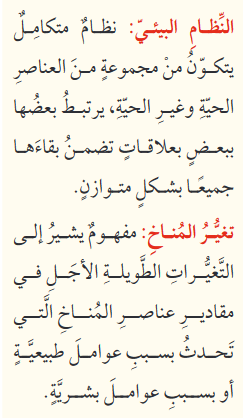 النِّظامِ البيئيّ: نظامٌ متكامِلٌ
يتكوّنُ منْ مجموعةٍ منَ العناصرِ
الحيّةِ وغيرِ الحيّةِ، يرتبطُ بعضُها
ببعضٍ بعلاقاتٍ تضمنُ بقاءَها
جميعًا بشكلٍ متوازنٍ.
تغيُّرُ المُناخِ: مفهومٌ يشيرُ إلى
التَّغيُّراتِ الطَّويلةِ الأجَلِ في
مقاديرِ عناصرِ المُناخِ الَّتي
تَحدثُ بسببِ عواملَ طبيعيَّةٍ
أو بسببِ عواملَ بشريَّةٍ.